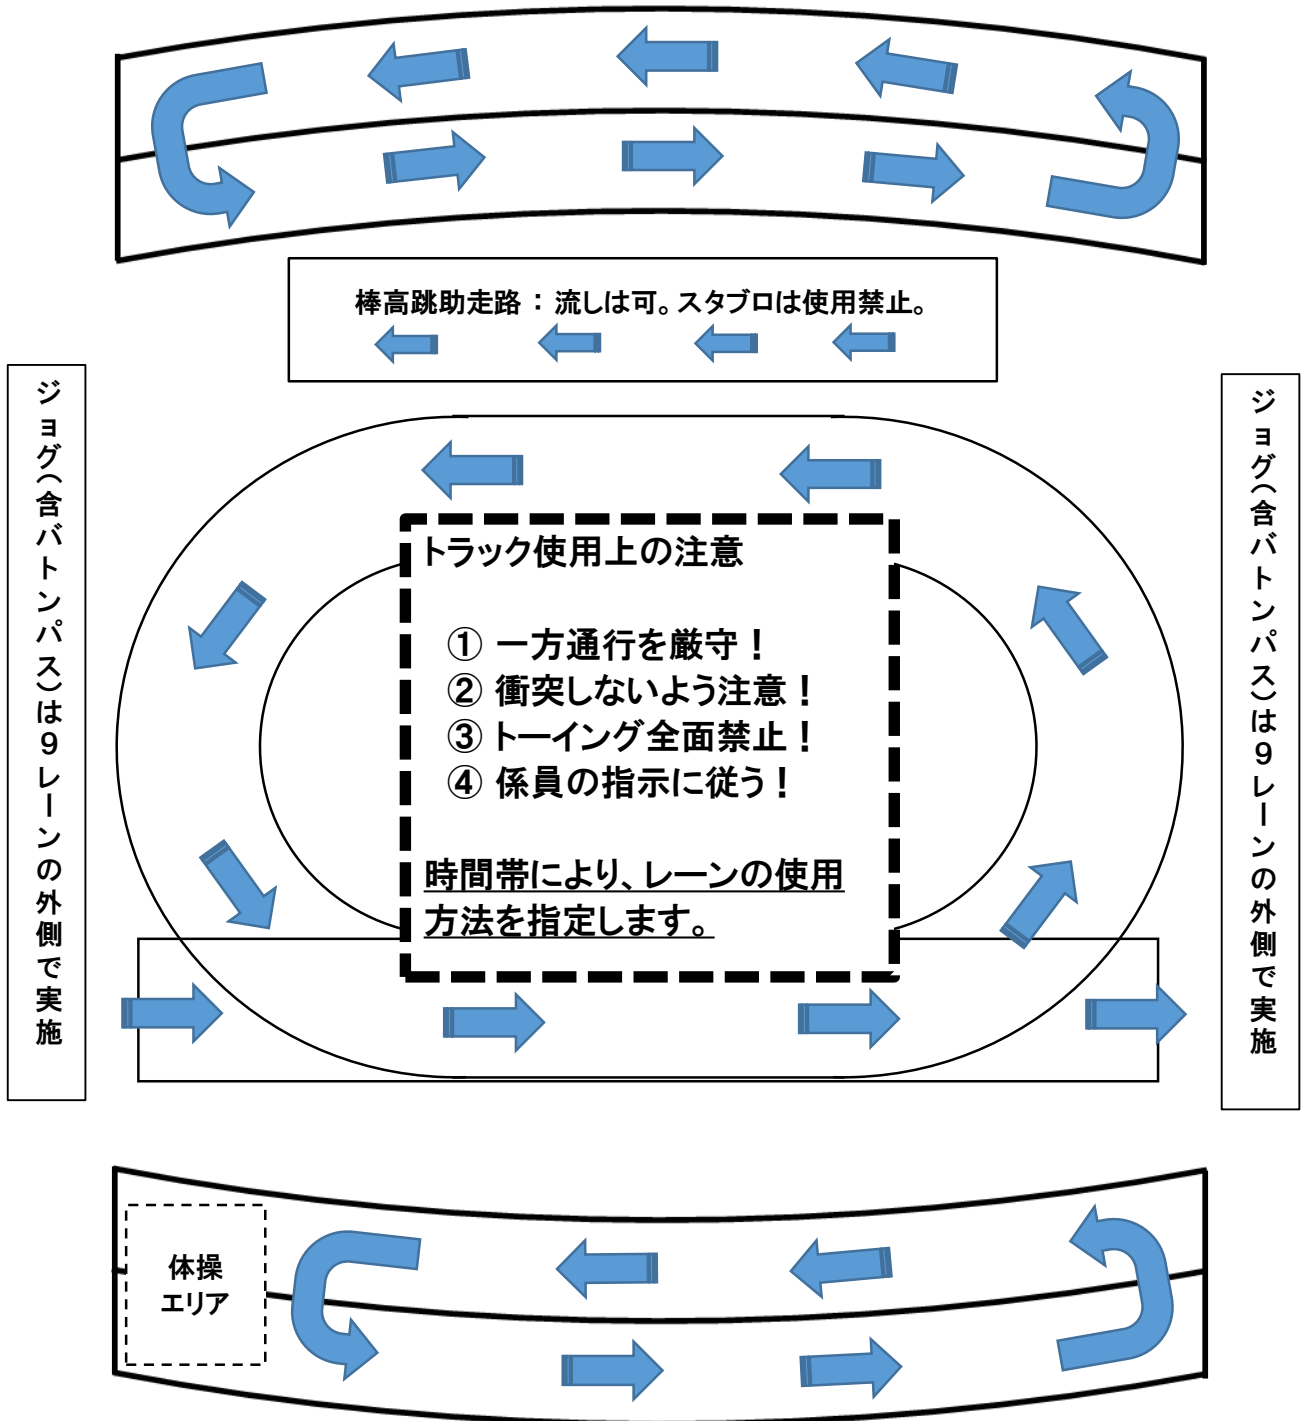 棒高跳助走路：流しは可。スタブロは使用禁止。
ジョグ（含バトンパス）は９レーンの外側で実施
ジョグ（含バトンパス）は９レーンの外側で実施
トラック使用上の注意
① 一方通行を厳守！
② 衝突しないよう注意！
③ トーイング全面禁止！
④ 係員の指示に従う！
時間帯により、レーンの使用
方法を指定します。
体操
エリア